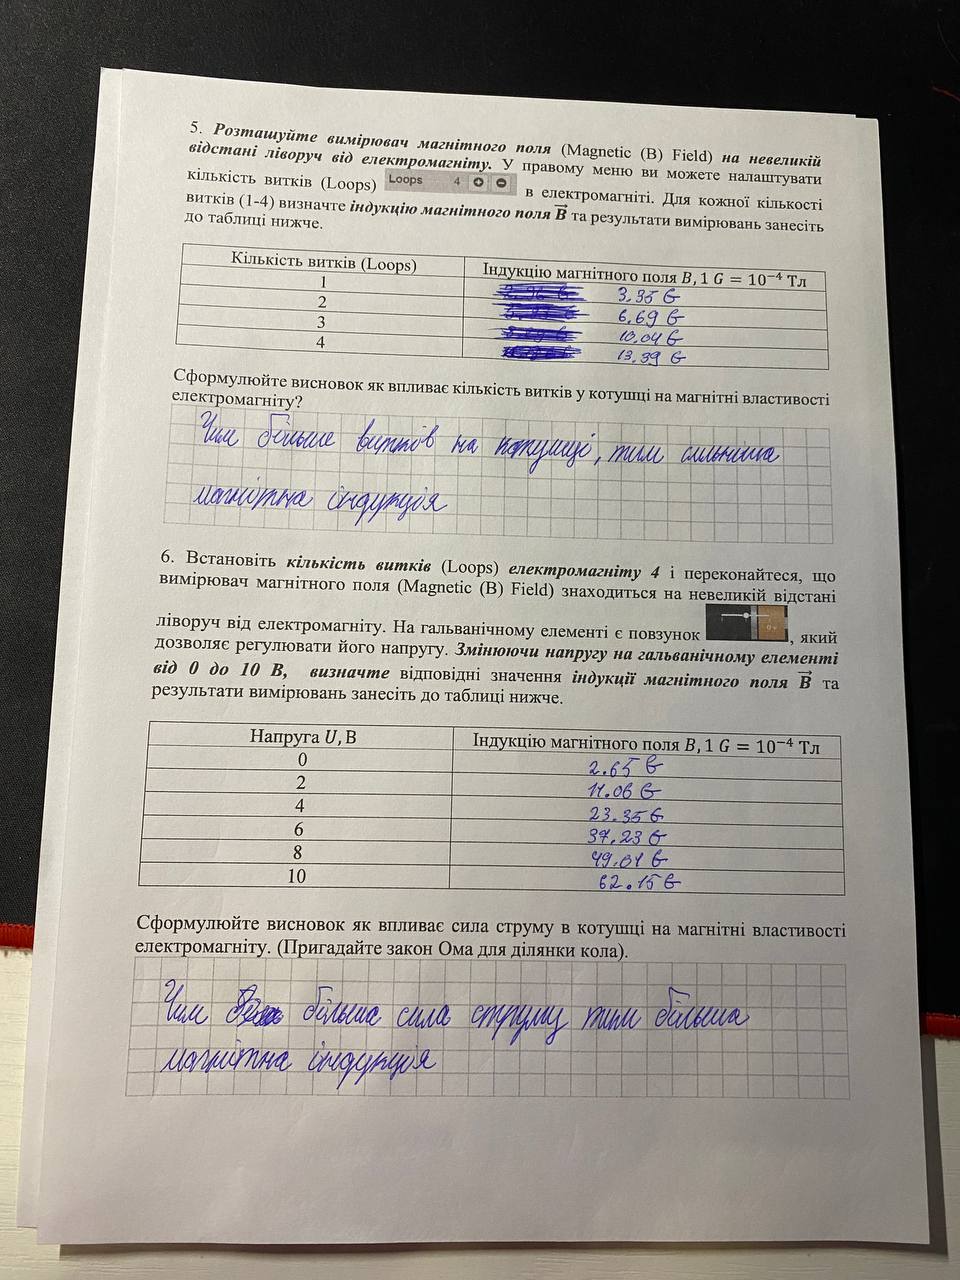 5. Розташуйте вимірювач магнітного поля (Magnetic (B) Field) на невеликій
відстані ліворуч від електромагніту. У правому меню ви можете налаштувати
кількість витків (Loops) Loops 4 в електромагніті. Для кожної кількості
витків (1-4) визначте індукцію магнітного поля B⃗ та результати вимірювань занесіть
до таблиці нижче.
Кількість витків (Loops) Індукцію магнітного поля B, 1 G = 10⁻⁴ Тл
1 3,35 G
2 6,69 G
3 10,04 G
4 13,39 G
Сформулюйте висновок як впливає кількість витків у котушці на магнітні властивості
електромагніту?
Чим більше витків на котушці, тим сильніша
магнітна індукція
6. Встановіть кількість витків (Loops) електромагніту 4 і переконайтеся, що
вимірювач магнітного поля (Magnetic (B) Field) знаходиться на невеликій відстані
ліворуч від електромагніту. На гальванічному елементі є повзунок , який
дозволяє регулювати його напругу. Змінюючи напругу на гальванічному елементі
від 0 до 10 В, визначте відповідні значення індукції магнітного поля B⃗ та
результати вимірювань занесіть до таблиці нижче.
Напруга U, В Індукцію магнітного поля B, 1 G = 10⁻⁴ Тл
0 2.65 G
2 11.06 G
4 23.35 G
6 37.23 G
8 49.01 G
10 62.15 G
Сформулюйте висновок як впливає сила струму в котушці на магнітні властивості
електромагніту. (Пригадайте закон Ома для ділянки кола).
Чим більша сила струму тим більша
магнітна індукція